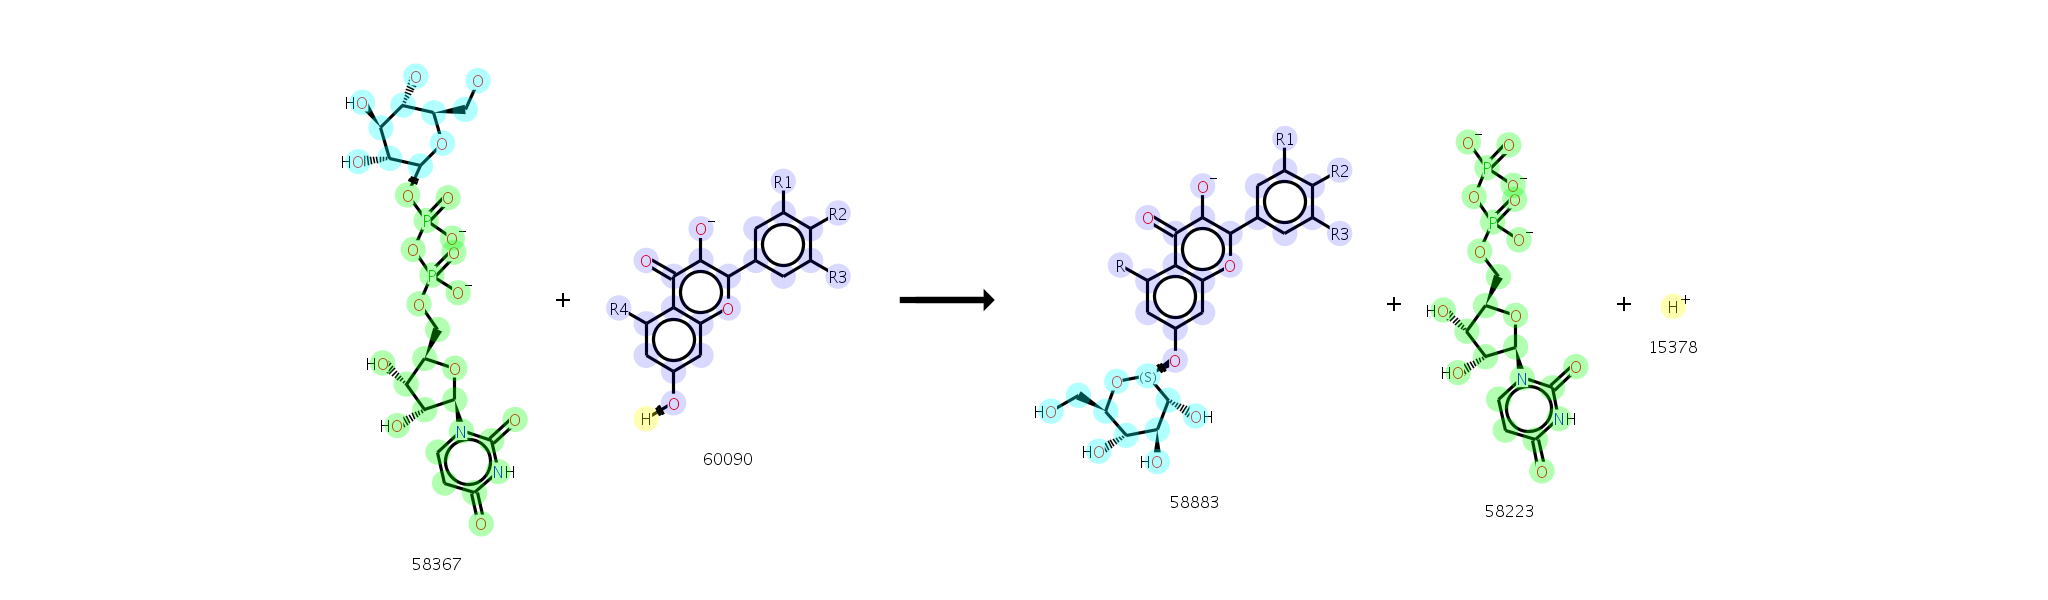 O O
HO O
HO
O O
P
O O⁻
O
P O⁻
O
HO O
HO
N O
NH
O
58367
+
R1
O⁻ R2
O R3
R4 O
H O
60090
R1
O⁻ R2
O R3
R O
O
(S)
O
HO OH
HO HO
58883
+
O⁻ O
P
O O⁻
O
P O⁻
O
HO O
HO
N O
NH
O
58223
+
H⁺
15378